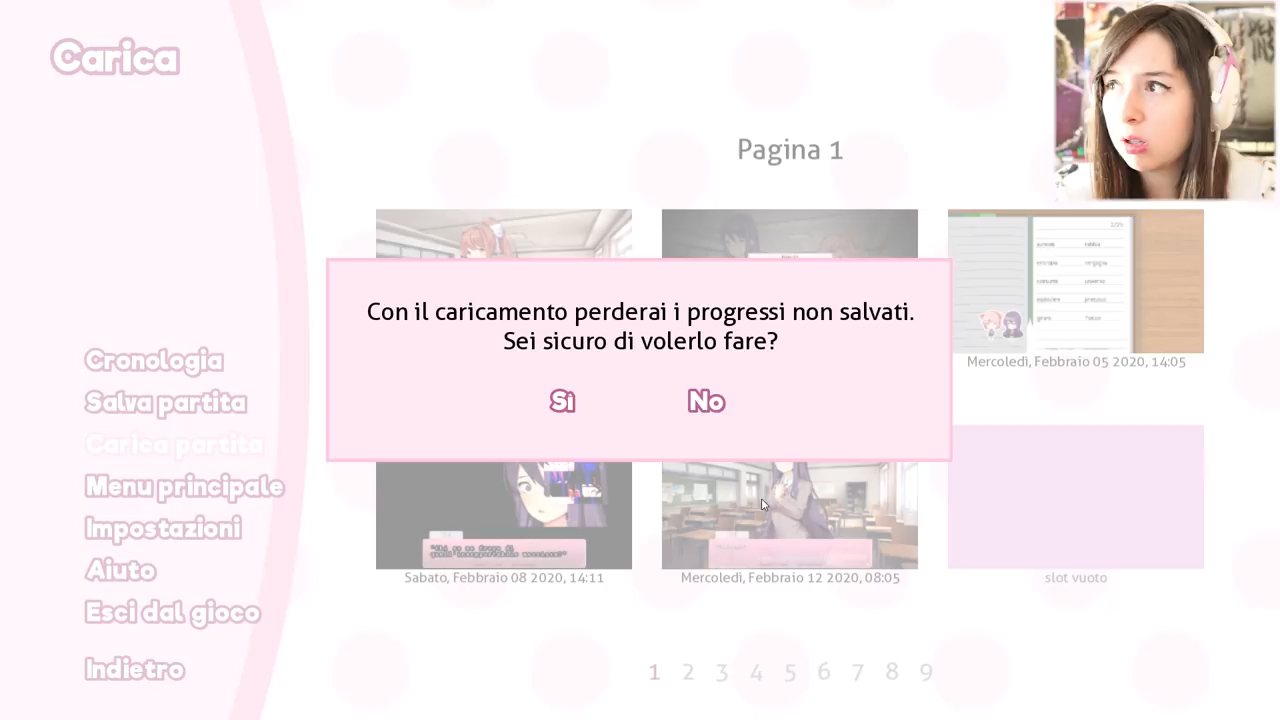 Carica
Pagina 1
Con il caricamento perderai i progressi non salvati.
Sei sicuro di volerlo fare?
Sì
No
Mercoledì, Febbraio 05 2020, 14:05
Cronologia
Salva partita
Carica partita
Menu principale
Impostazioni
Aiuto
Esci dal gioco
Indietro
Sabato, Febbraio 08 2020, 14:11
Mercoledì, Febbraio 12 2020, 08:05
slot vuoto
1 2 3 4 5 6 7 8 9